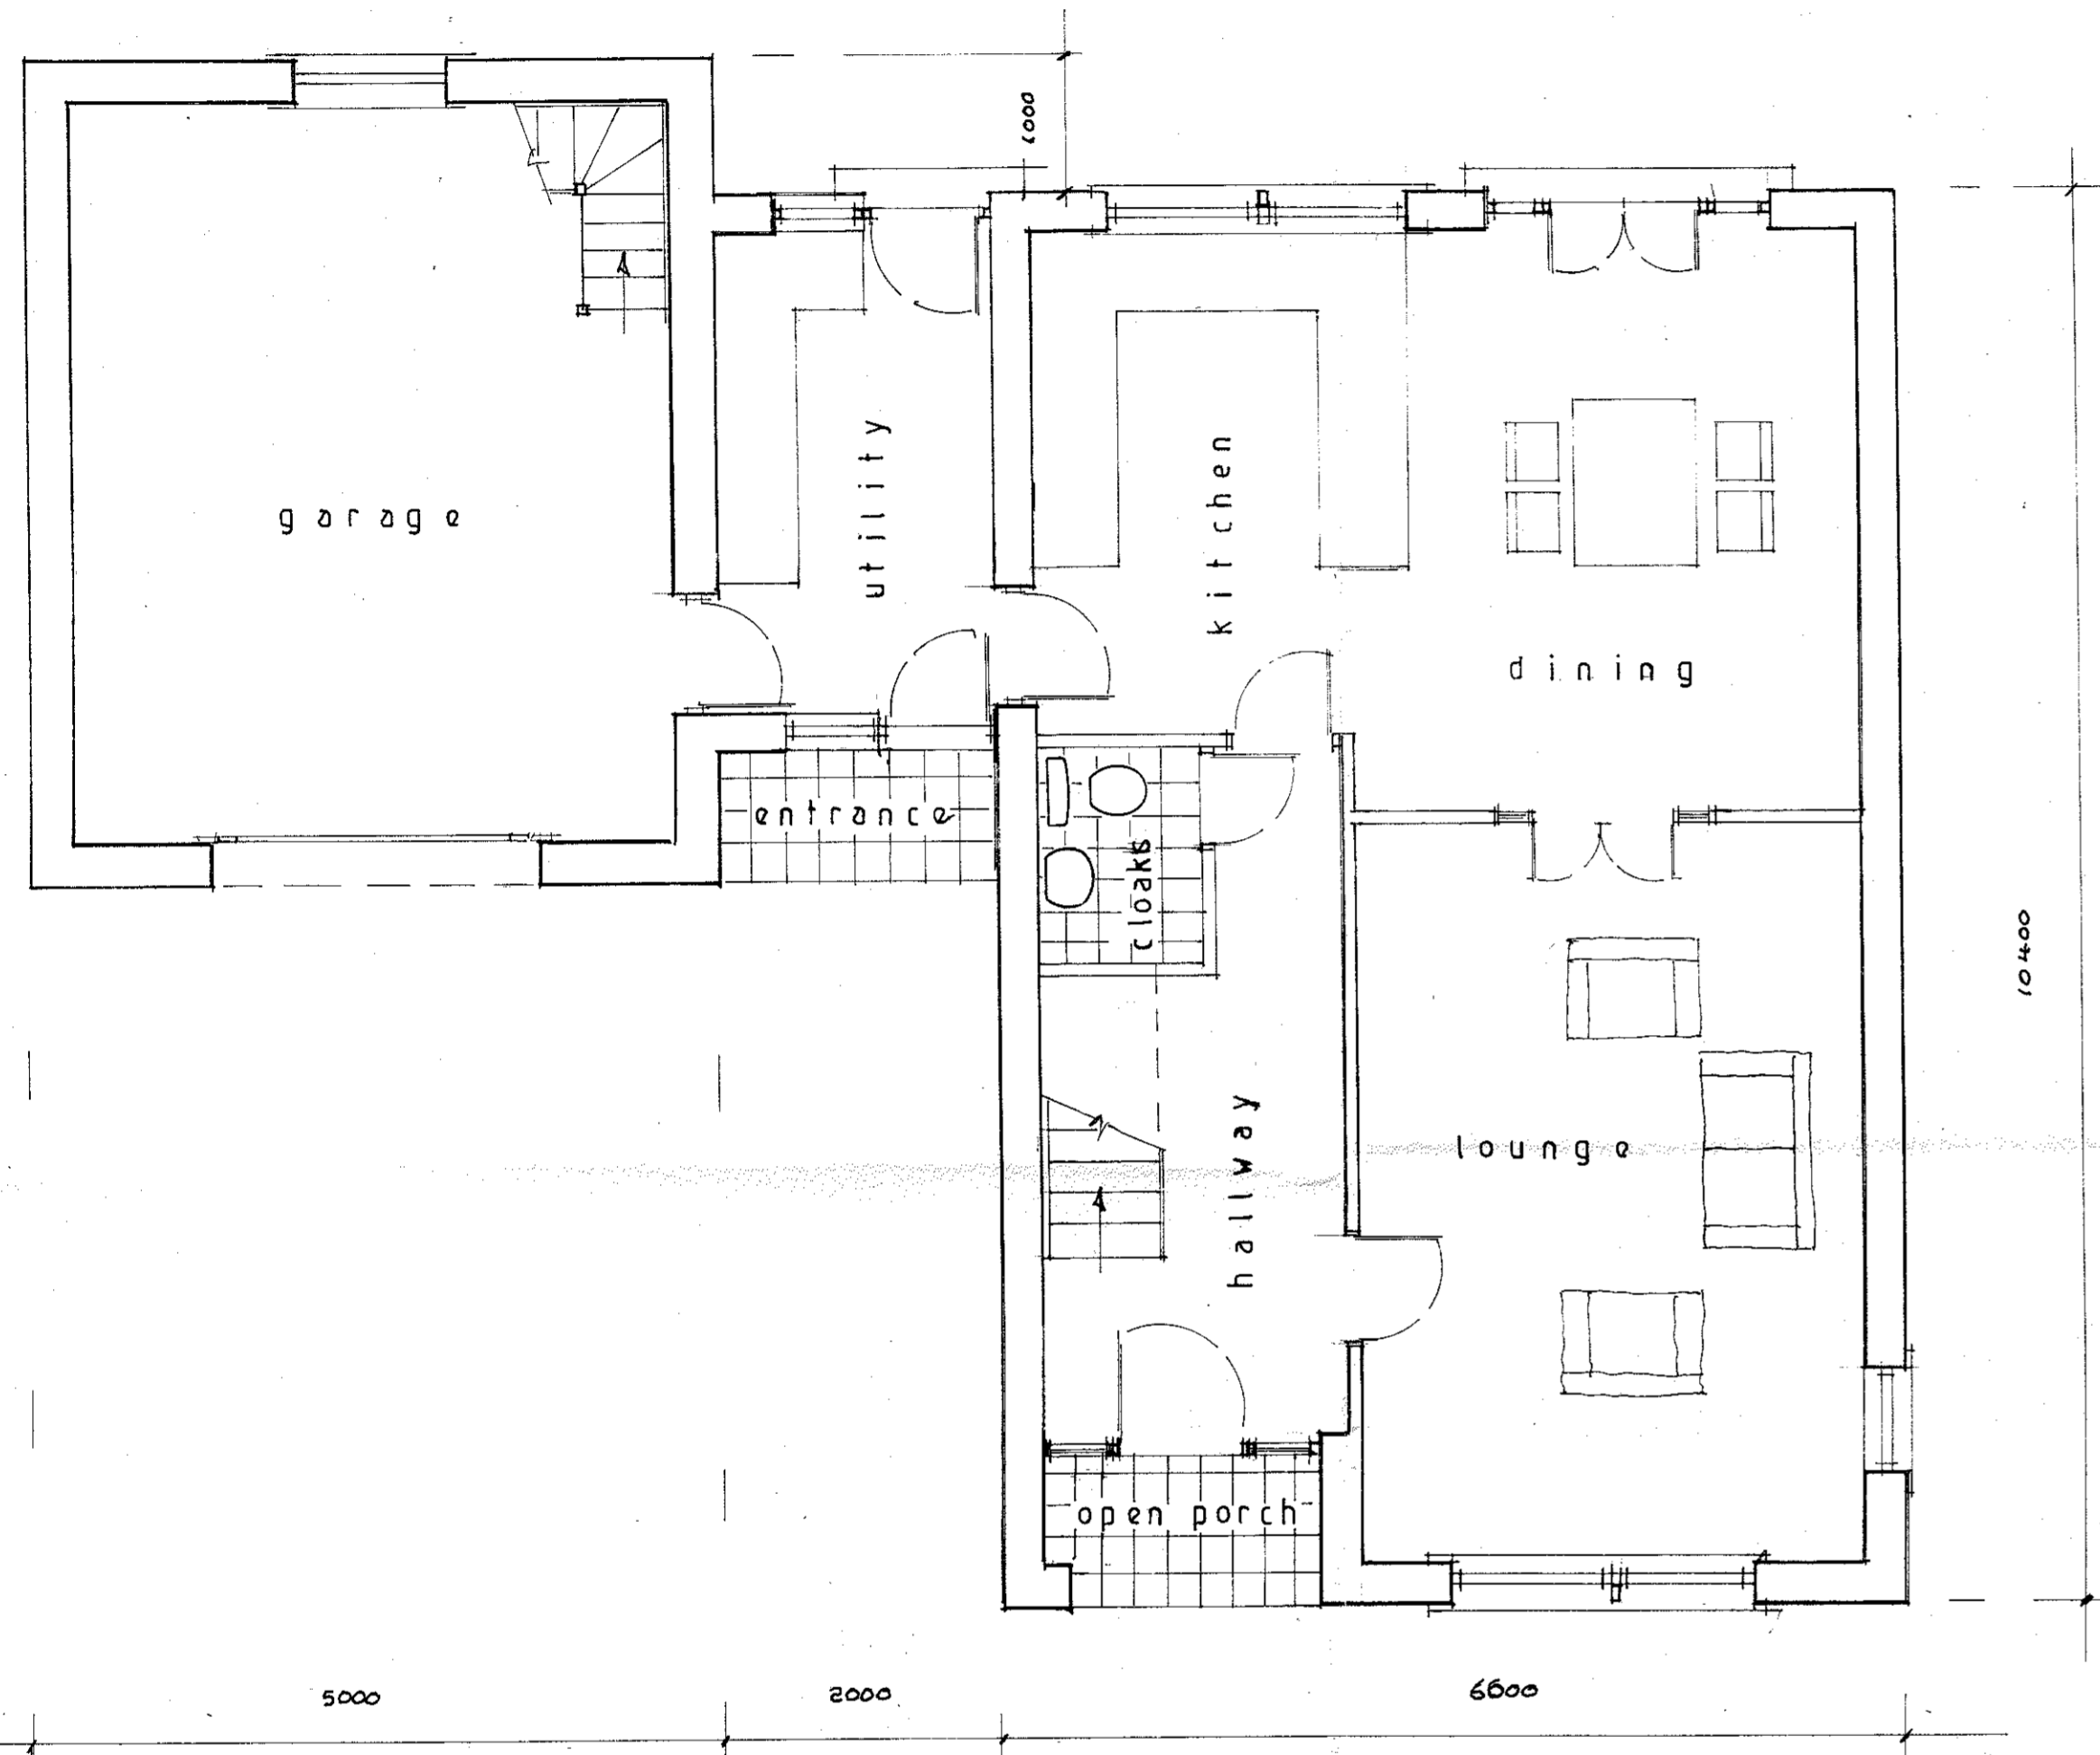 1000
garage
utility
kitchen
dining
entrance
cloaks
10400
hallway
lounge
open porch
5000
2000
6600